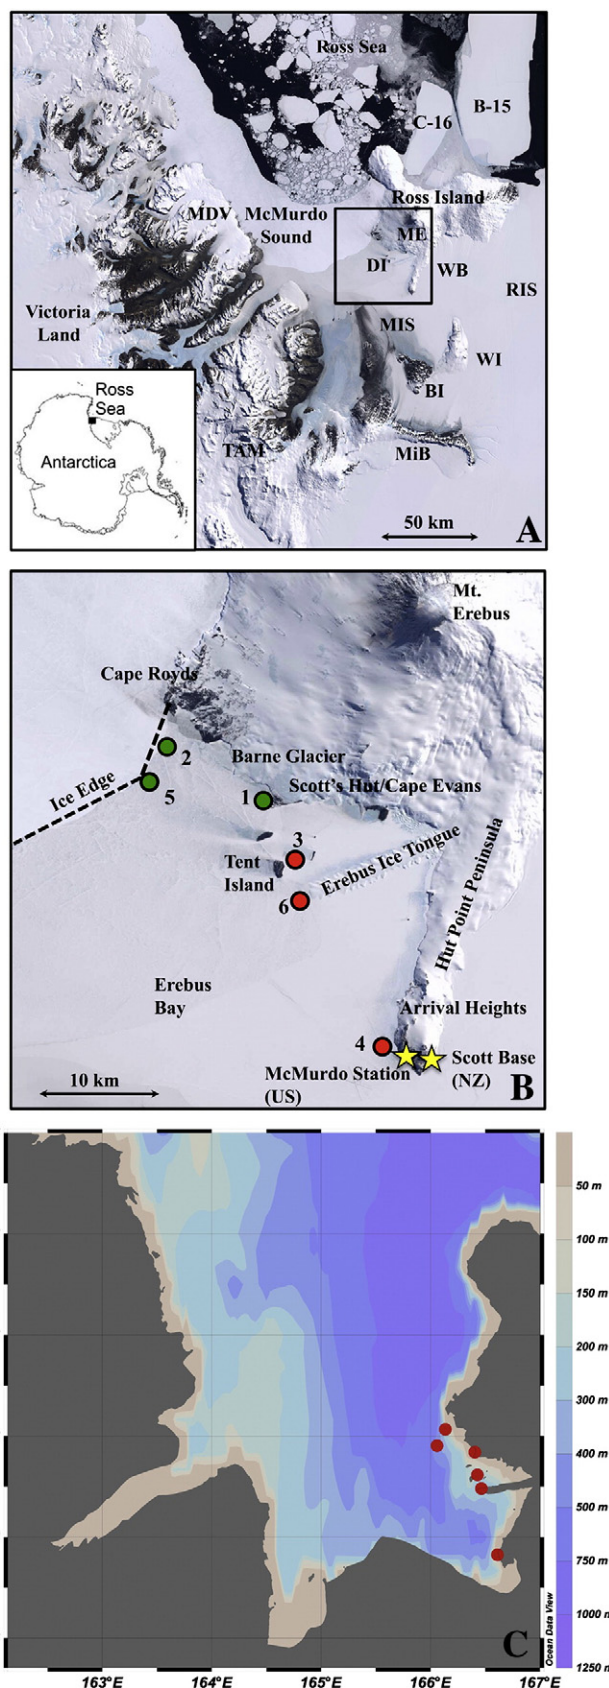 Ross Sea
B-15
C-16
Ross Island
MDV McMurdo
Sound
ME
DI
WB
RIS
Victoria
Land
MIS
WI
BI
Ross
Sea
Antarctica
TAM
MiB
50 km
A
Mt.
Erebus
Cape Royds
2
Barne Glacier
Ice Edge
5
1
Scott's Hut/Cape Evans
3
Tent
Island
Erebus Ice Tongue
6
Hut Point Peninsula
Erebus
Bay
Arrival Heights
4
10 km
McMurdo Station
(US)
Scott Base
(NZ)
B
50 m
100 m
150 m
200 m
300 m
400 m
500 m
750 m
1000 m
1250 m
Ocean Data View
C
163°E
164°E
165°E
166°E
167°E